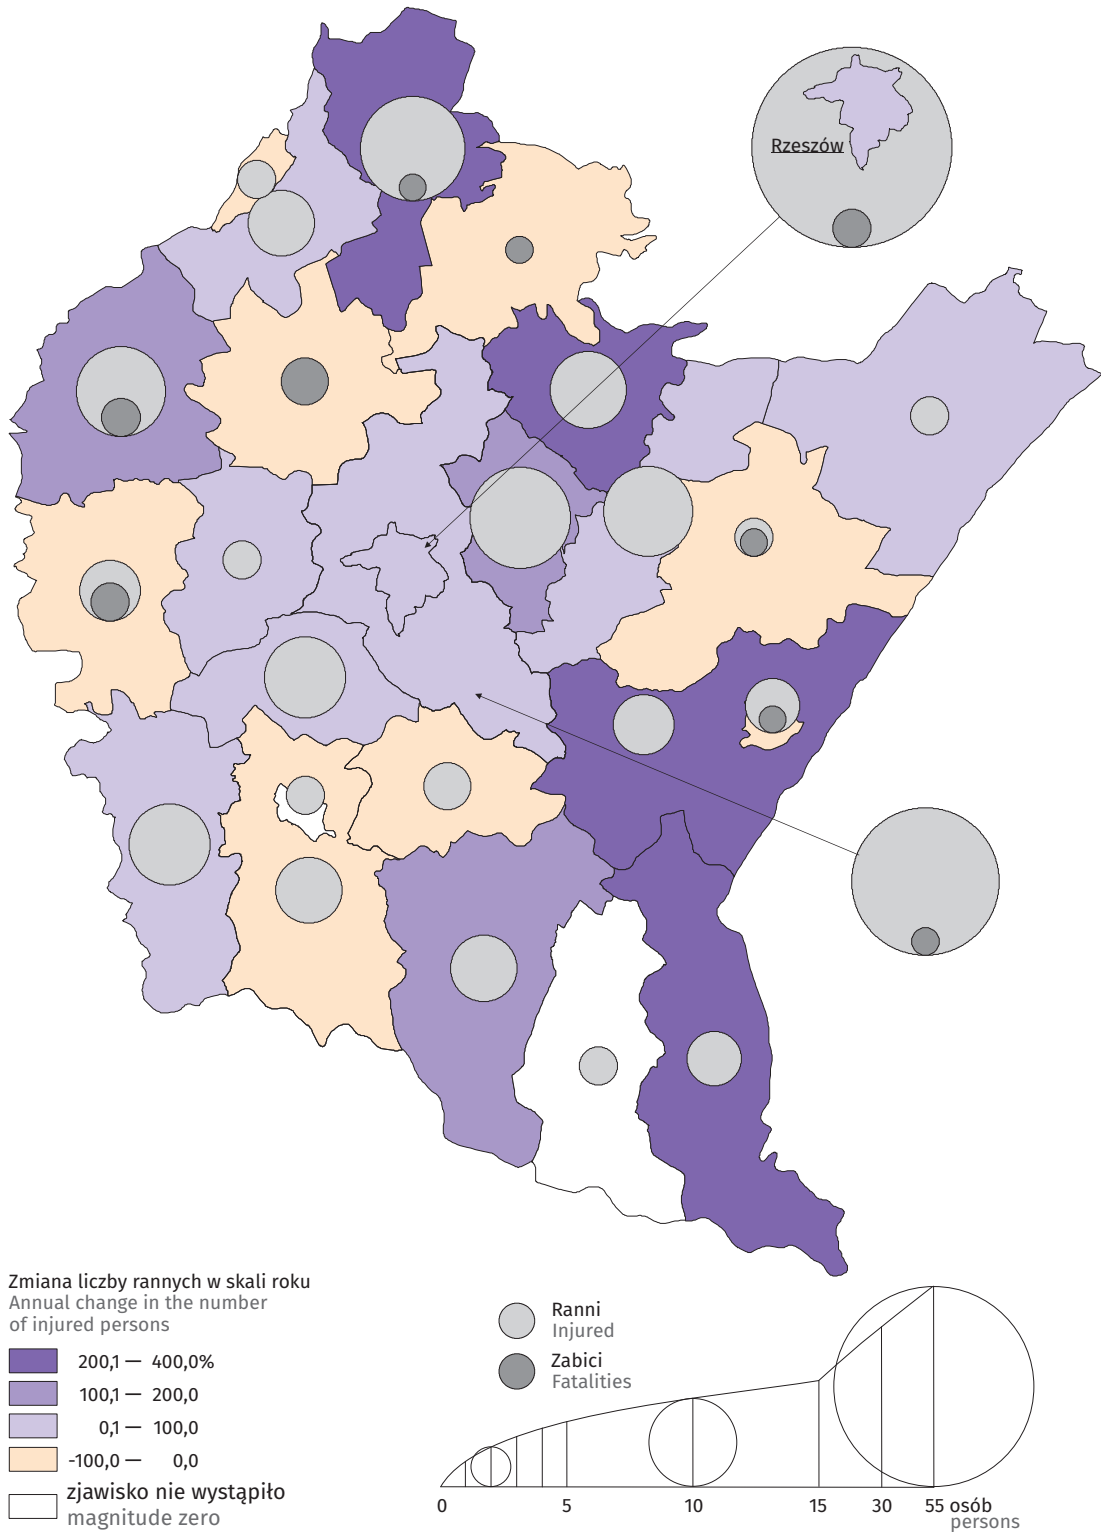 Rzeszów
Zmiana liczby rannych w skali roku
Annual change in the number
of injured persons
200,1 — 400,0%
100,1 — 200,0
0,1 — 100,0
-100,0 — 0,0
zjawisko nie wystąpiło
magnitude zero
Ranni
Injured
Zabici
Fatalities
0 5 10 15 30 55 osób
persons